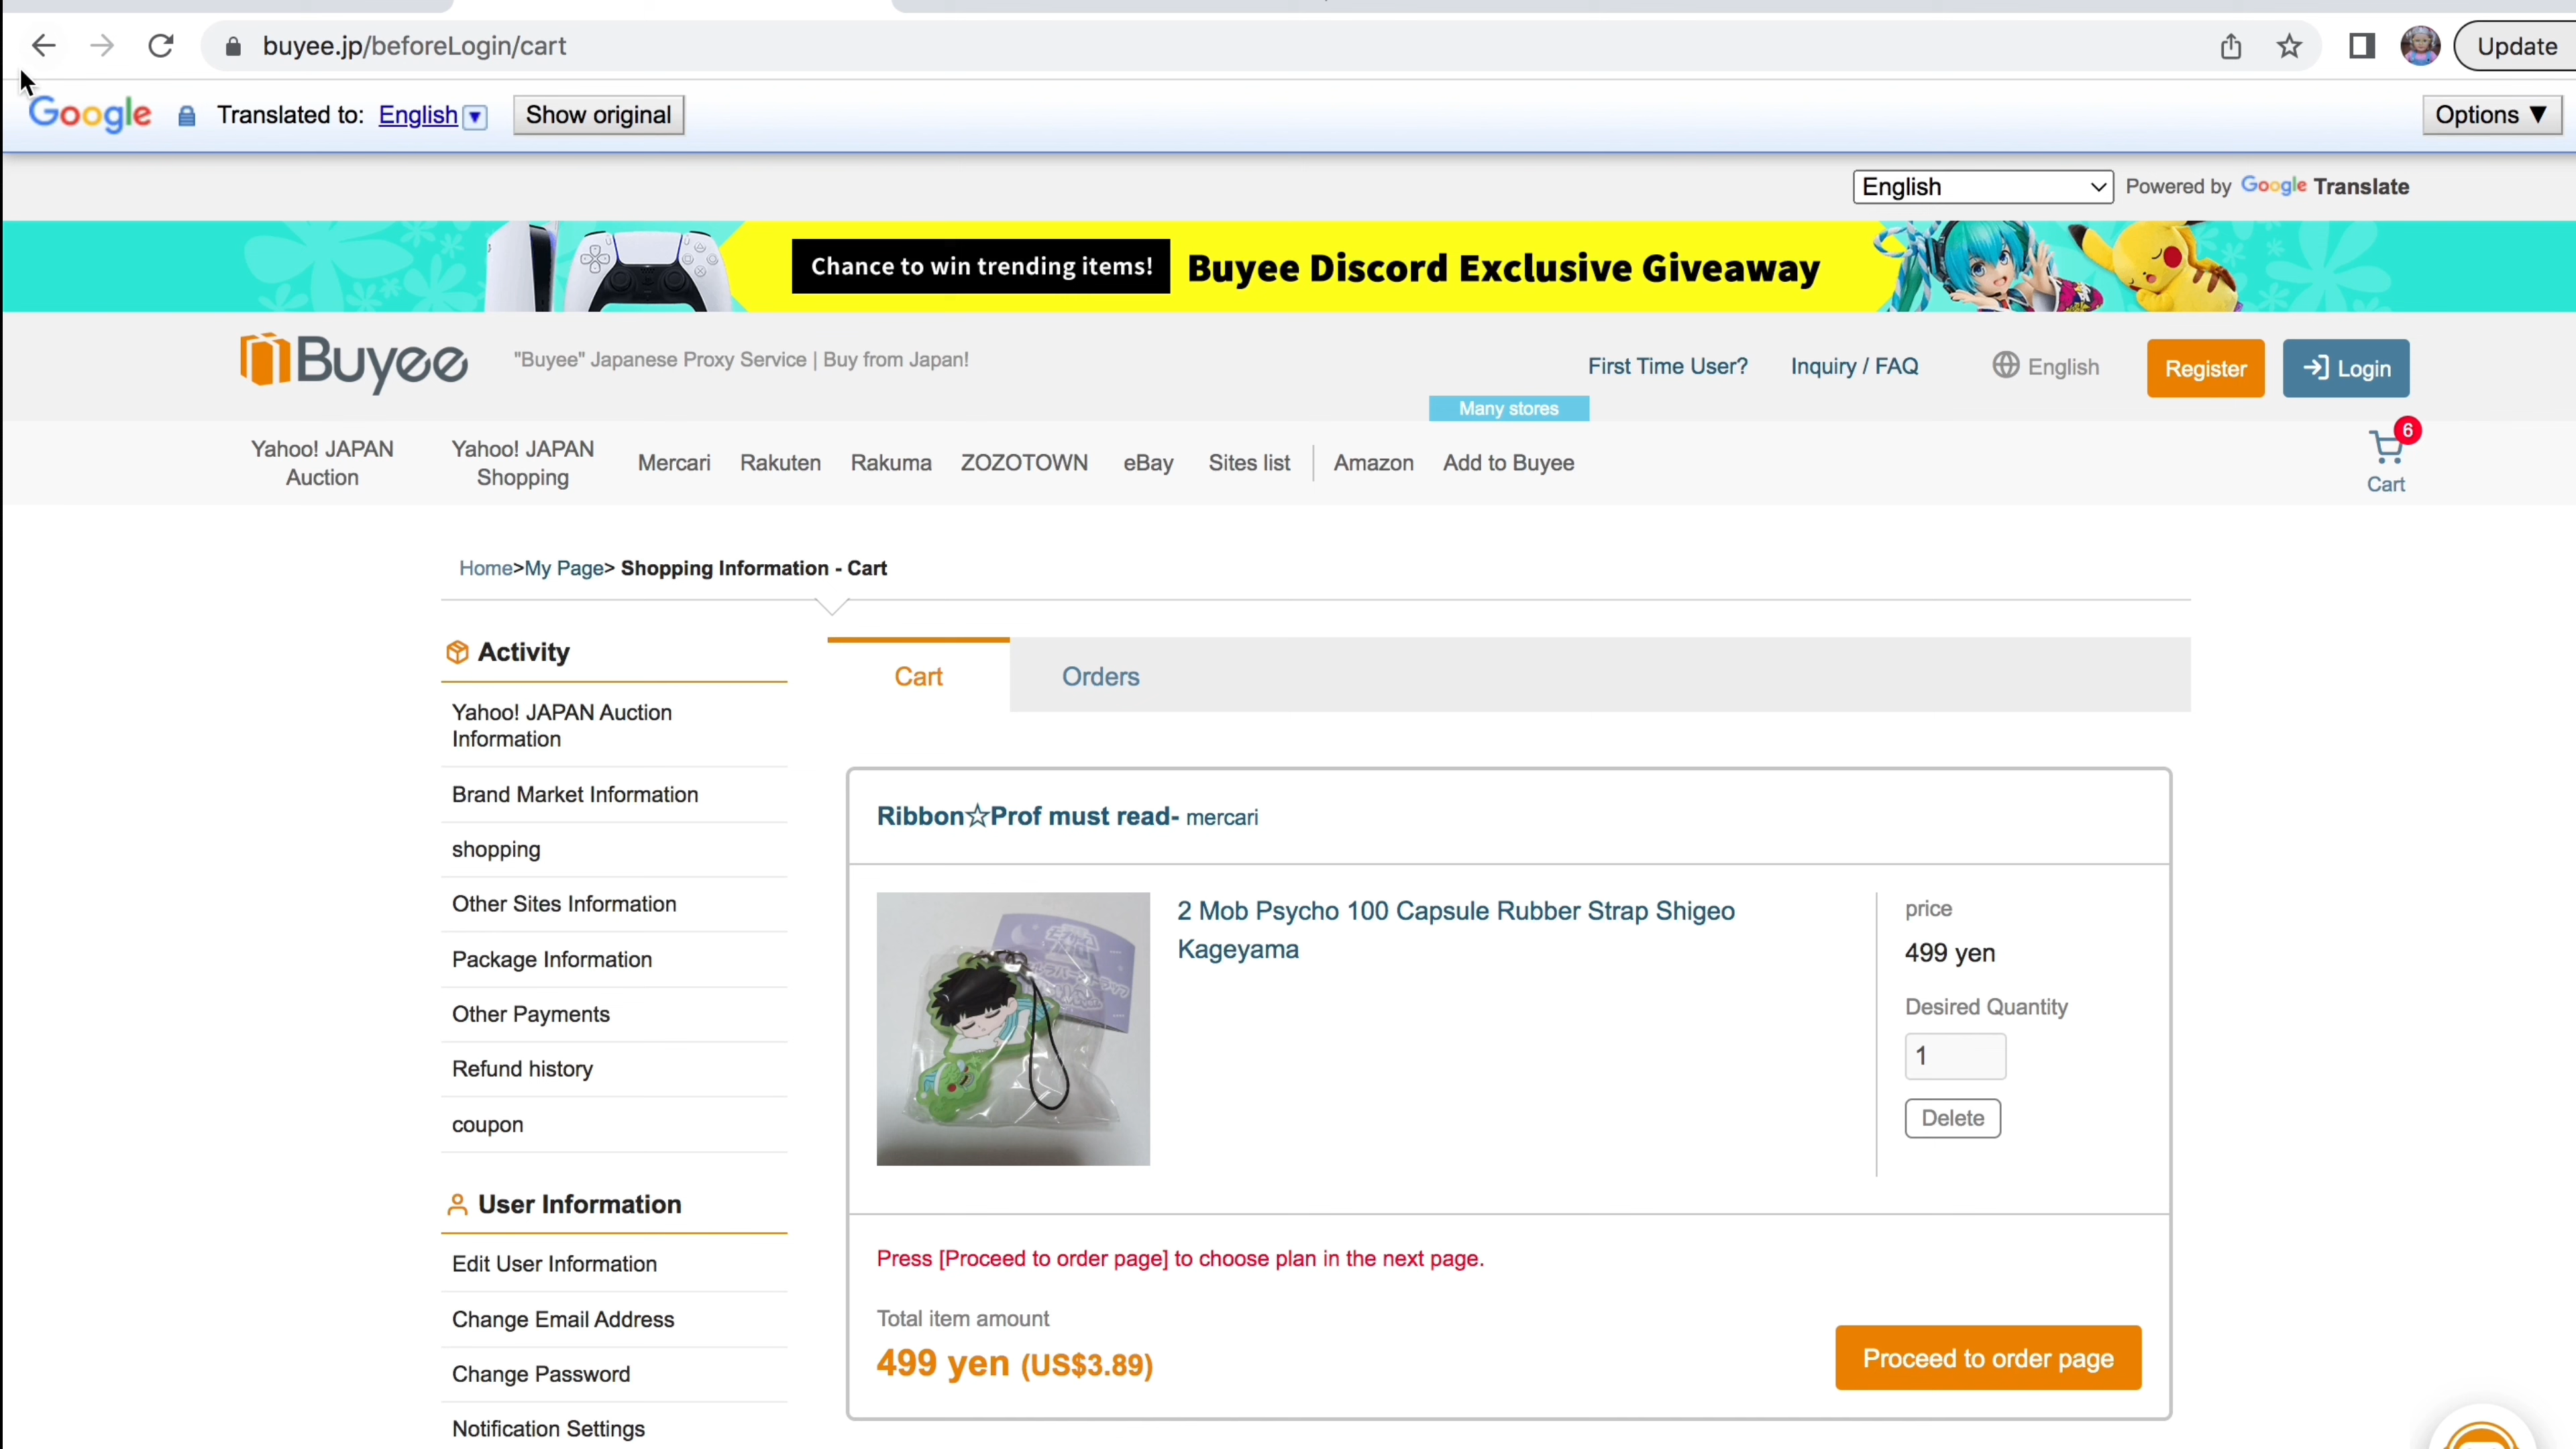 buyee.jp/beforeLogin/cart
Update
Google Translated to: English Show original
Options ▼
English
Powered by Google Translate
Chance to win trending items! Buyee Discord Exclusive Giveaway
Buyee
"Buyee" Japanese Proxy Service | Buy from Japan!
First Time User?
Inquiry / FAQ
English
Register
Login
Many stores
Yahoo! JAPAN
Auction
Yahoo! JAPAN
Shopping
Mercari
Rakuten
Rakuma
ZOZOTOWN
eBay
Sites list
Amazon
Add to Buyee
6
Cart
Home>My Page> Shopping Information - Cart
Activity
Yahoo! JAPAN Auction
Information
Brand Market Information
shopping
Other Sites Information
Package Information
Other Payments
Refund history
coupon
User Information
Edit User Information
Change Email Address
Change Password
Notification Settings
Cart
Orders
Ribbon☆Prof must read- mercari
2 Mob Psycho 100 Capsule Rubber Strap Shigeo
Kageyama
price
499 yen
Desired Quantity
1
Delete
Press [Proceed to order page] to choose plan in the next page.
Total item amount
499 yen (US$3.89)
Proceed to order page